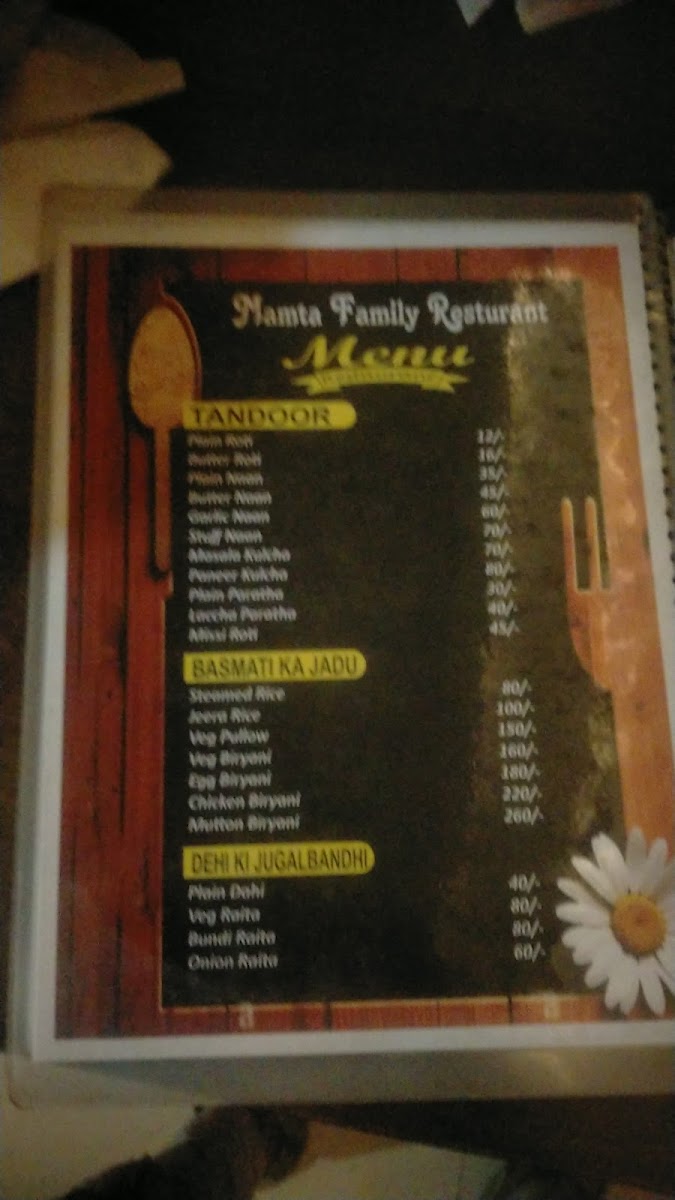 Mamta Family Resturant
Menu
TANDOOR
Plain Roti 12/-
Butter Roti 16/-
Plain Naan 35/-
Butter Naan 45/-
Garlic Naan 60/-
Stuff Naan 70/-
Masala Kulcha 70/-
Paneer Kulcha 80/-
Plain Paratha 30/-
Laccha Paratha 40/-
Missi Roti 45/-
BASMATI KA JADU
Steamed Rice 80/-
Jeera Rice 100/-
Veg Pullow 150/-
Veg Biryani 160/-
Egg Biryani 180/-
Chicken Biryani 220/-
Mutton Biryani 260/-
DEHI KI JUGALBANDHI
Plain Dahi 40/-
Veg Raita 80/-
Bundi Raita 80/-
Onion Raita 60/-